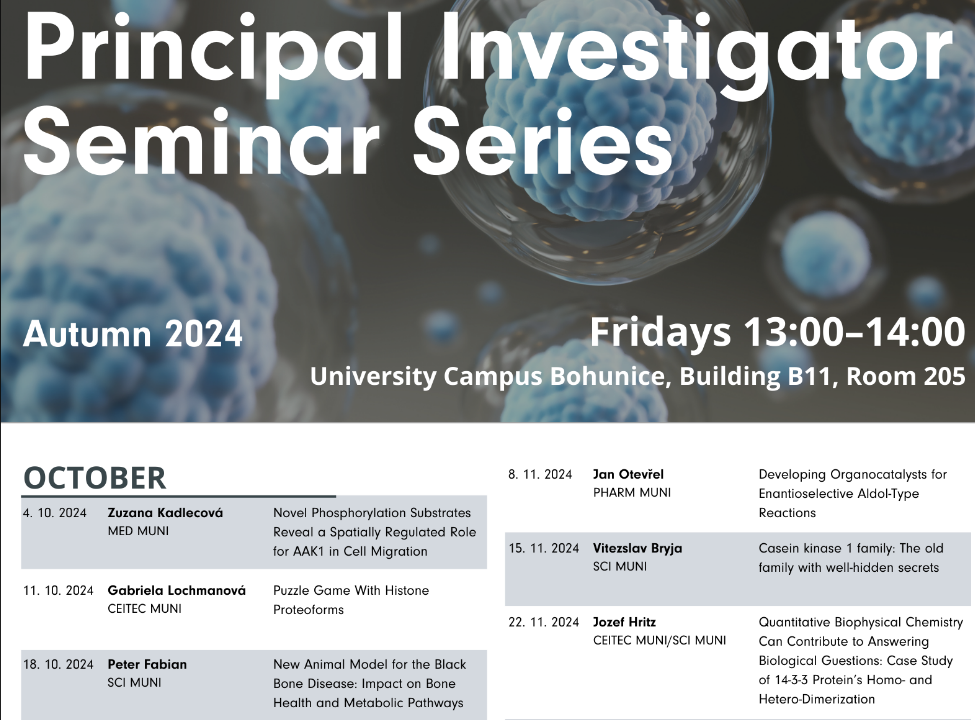 Principal Investigator
Seminar Series
Autumn 2024
Fridays 13:00–14:00
University Campus Bohunice, Building B11, Room 205
OCTOBER
4. 10. 2024 Zuzana Kadlecová Novel Phosphorylation Substrates
MED MUNI Reveal a Spatially Regulated Role
for AAK1 in Cell Migration
11. 10. 2024 Gabriela Lochmanová Puzzle Game With Histone
CEITEC MUNI Proteoforms
18. 10. 2024 Peter Fabian New Animal Model for the Black
SCI MUNI Bone Disease: Impact on Bone
Health and Metabolic Pathways
8. 11. 2024 Jan Otevřel Developing Organocatalysts for
PHARM MUNI Enantioselective Aldol-Type
Reactions
15. 11. 2024 Vitezslav Bryja Casein kinase 1 family: The old
SCI MUNI family with well-hidden secrets
22. 11. 2024 Jozef Hritz Quantitative Biophysical Chemistry
CEITEC MUNI/SCI MUNI Can Contribute to Answering
Biological Guestions: Case Study
of 14-3-3 Protein's Homo- and
Hetero-Dimerization